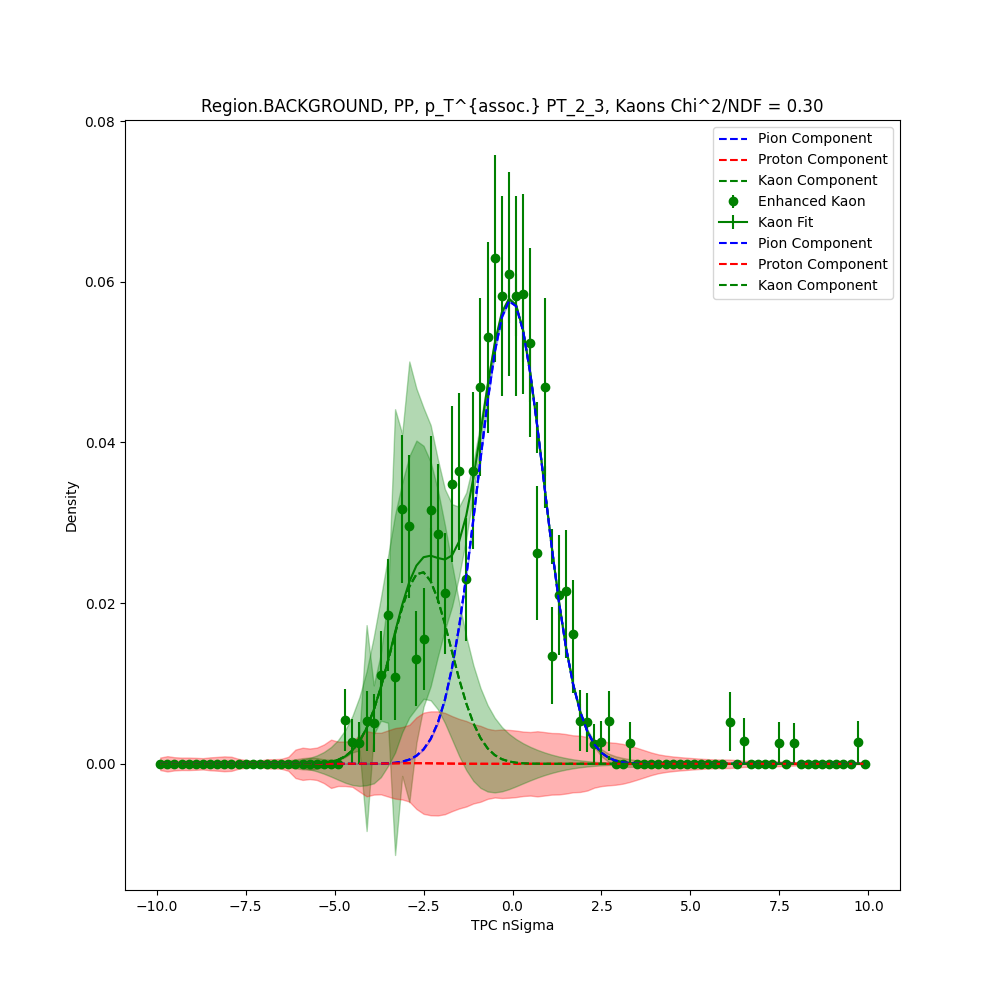 Region.BACKGROUND, PP, p_T^{assoc.} PT_2_3, Kaons Chi^2/NDF = 0.30
0.08
0.06
0.04
0.02
0.00
Density
Pion Component
Proton Component
Kaon Component
Enhanced Kaon
Kaon Fit
Pion Component
Proton Component
Kaon Component
−10.0 −7.5 −5.0 −2.5 0.0 2.5 5.0 7.5 10.0
TPC nSigma